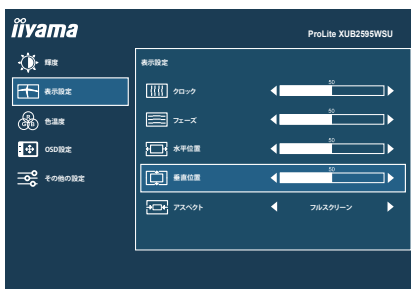 iiyama
ProLite XUB2595WSU
輝度
表示設定
色温度
OSD設定
その他の設定
表示設定
クロック
50
フェーズ
50
水平位置
50
垂直位置
50
アスペクト
フルスクリーン